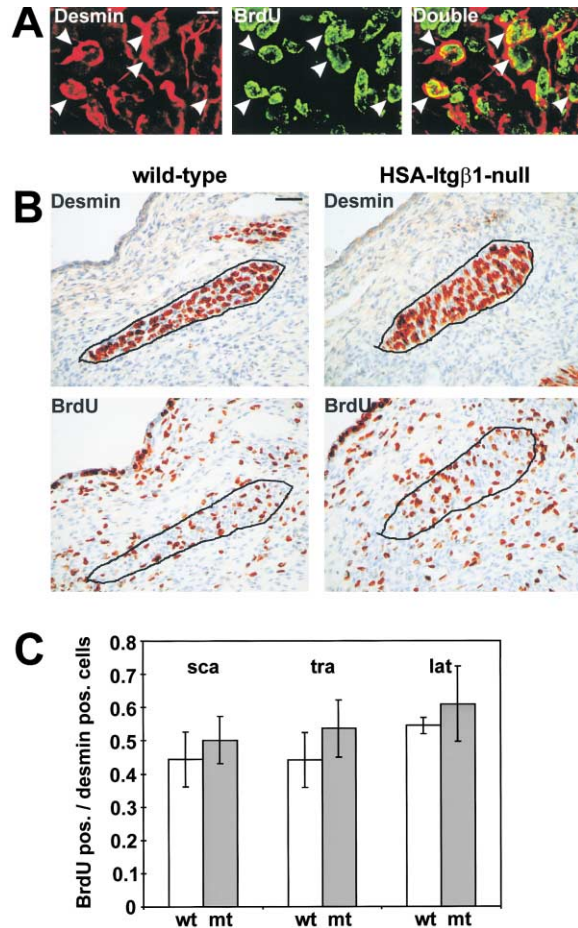 A
Desmin
BrdU
Double
wild-type
HSA-Itgβ1-null
B
Desmin
Desmin
BrdU
BrdU
C
BrdU pos. / desmin pos. cells
0.8
0.7
0.6
0.5
0.4
0.3
0.2
0.1
0
sca
tra
lat
wt mt
wt mt
wt mt